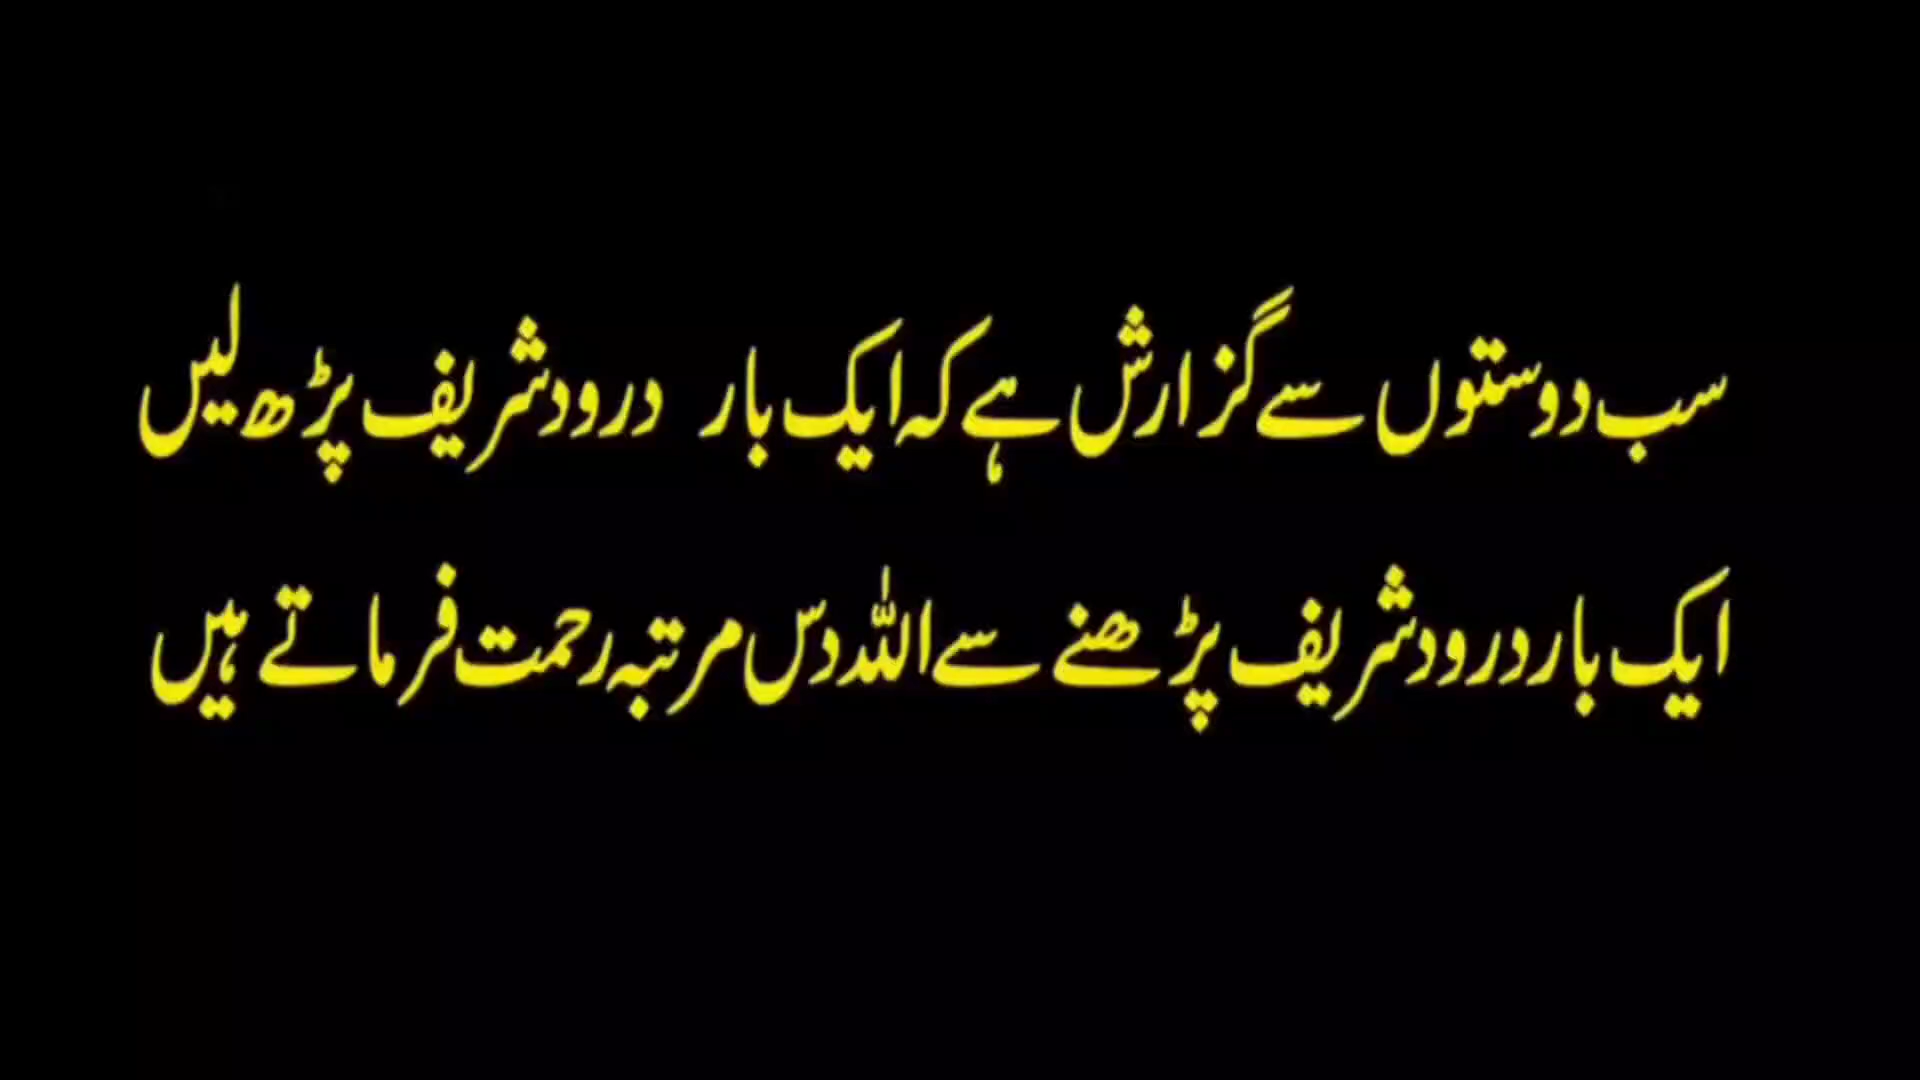 سب دوستوں سے گزارش ہے کہ ایک بار درود شریف پڑھ لیں
ایک بار درود شریف پڑھنے سے اللہ دس مرتبہ رحمت فرماتے ہیں